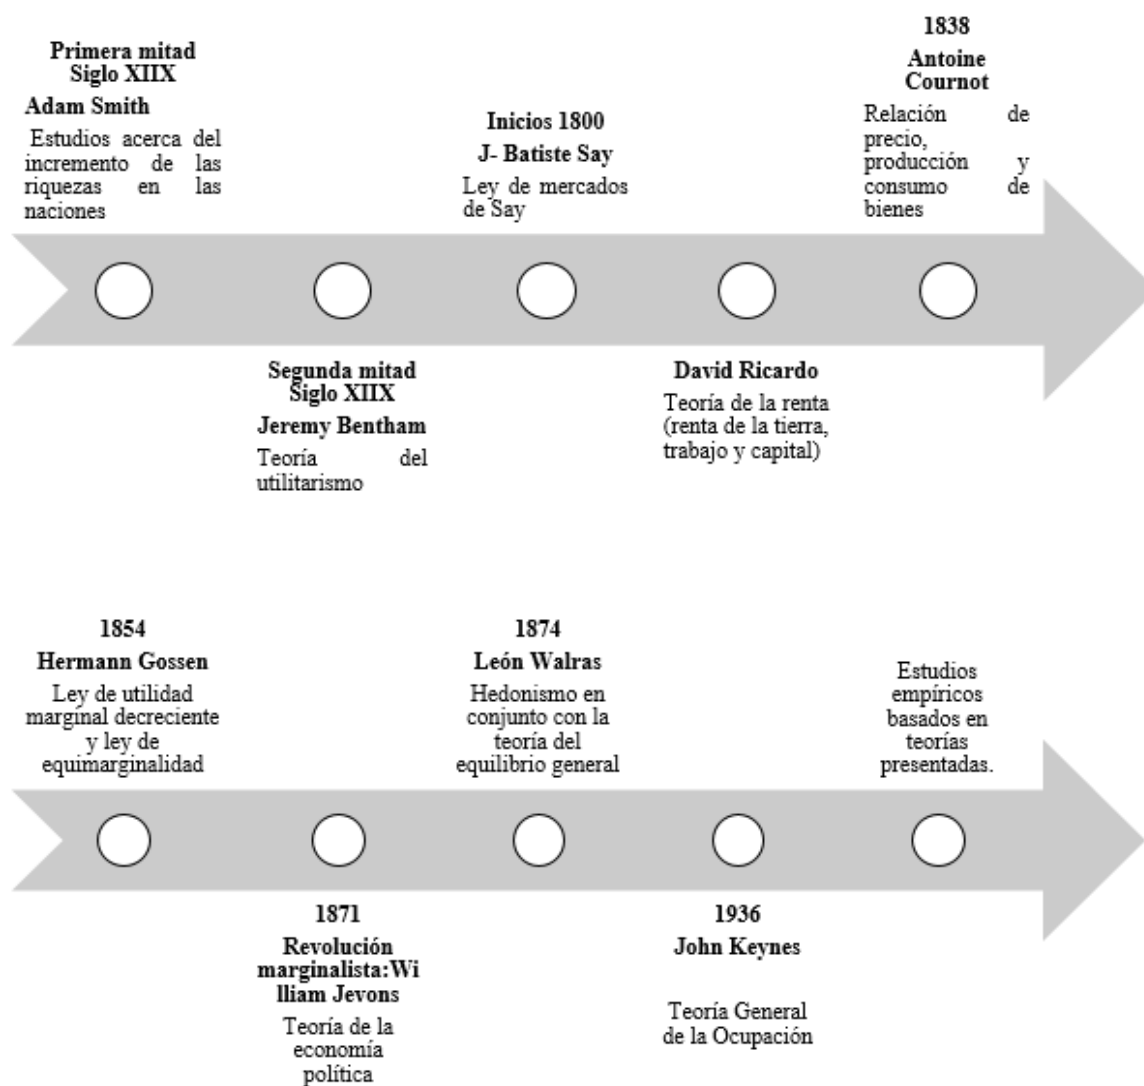 Primera mitad
Siglo XIIX
Adam Smith
Estudios acerca del
incremento de las
riquezas en las
naciones
Segunda mitad
Siglo XIIX
Jeremy Bentham
Teoría del
utilitarismo
Inicios 1800
J- Batiste Say
Ley de mercados
de Say
David Ricardo
Teoría de la renta
(renta de la tierra,
trabajo y capital)
1838
Antoine
Cournot
Relación de
precio,
producción y
consumo de
bienes
1854
Hermann Gossen
Ley de utilidad
marginal decreciente
y ley de
equimarginalidad
1871
Revolución
marginalista:Wi
lliam Jevons
Teoría de la
economía
política
1874
León Walras
Hedonismo en
conjunto con la
teoría del
equilibrio general
1936
John Keynes
Teoría General
de la Ocupación
Estudios
empíricos
basados en
teorías
presentadas.